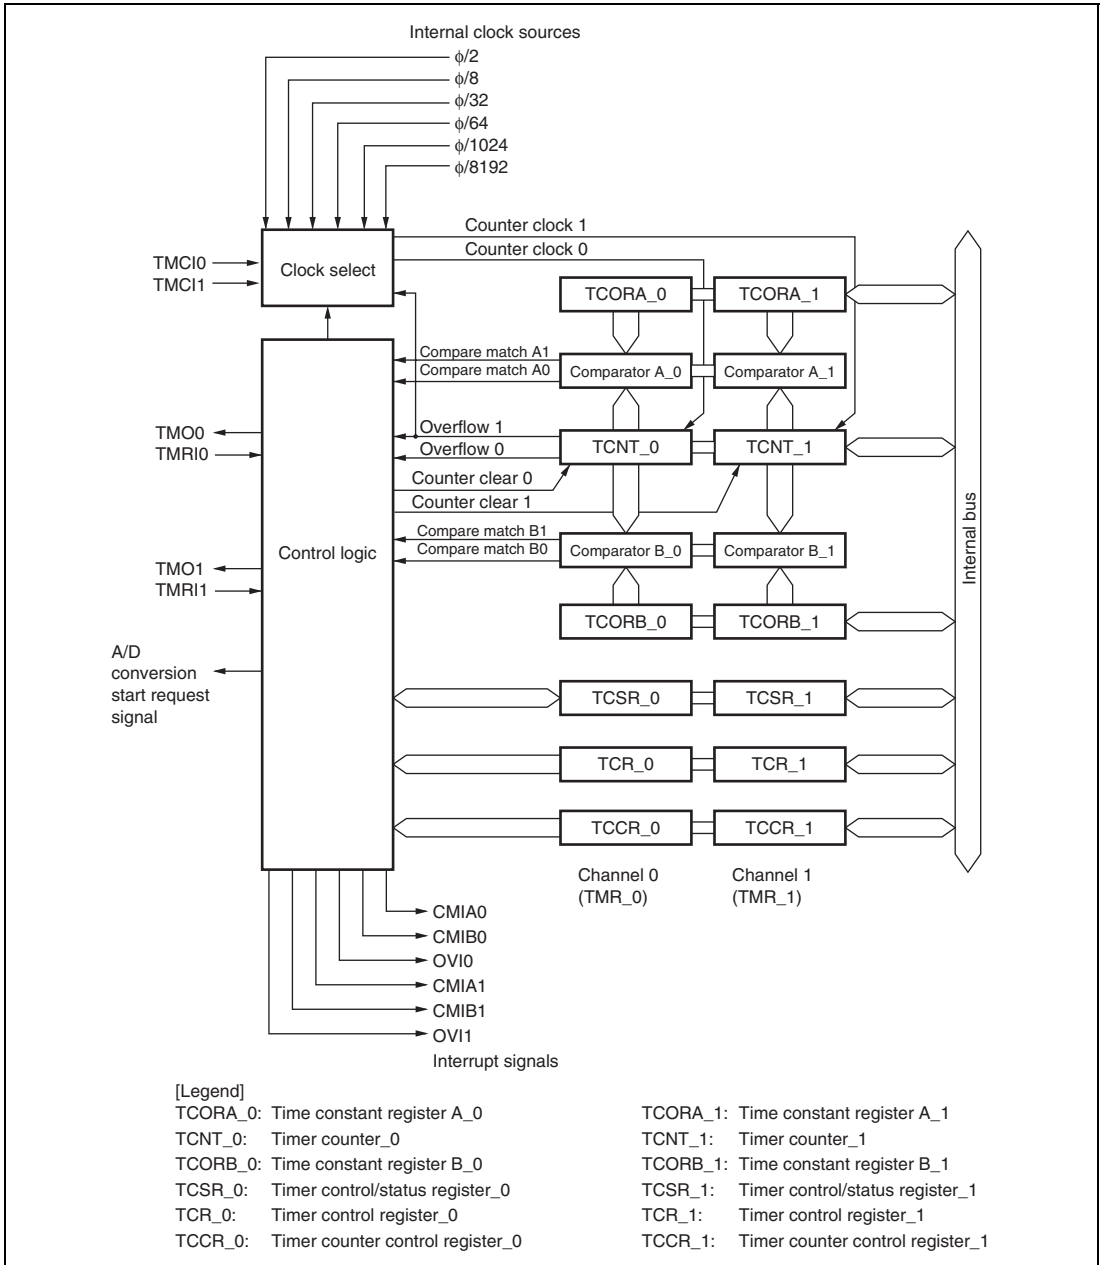 Internal clock sources
ϕ/2
ϕ/8
ϕ/32
ϕ/64
ϕ/1024
ϕ/8192
Counter clock 1
Counter clock 0
TMCI0
TMCI1
Clock select
TCORA_0
TCORA_1
Compare match A1
Compare match A0
Comparator A_0
Comparator A_1
TMO0
TMRI0
Overflow 1
Overflow 0
TCNT_0
TCNT_1
Counter clear 0
Counter clear 1
Control logic
Compare match B1
Compare match B0
Comparator B_0
Comparator B_1
Internal bus
TMO1
TMRI1
TCORB_0
TCORB_1
A/D
conversion
start request
signal
TCSR_0
TCSR_1
TCR_0
TCR_1
TCCR_0
TCCR_1
Channel 0
(TMR_0)
Channel 1
(TMR_1)
CMIA0
CMIB0
OVI0
CMIA1
CMIB1
OVI1
Interrupt signals
[Legend]
TCORA_0: Time constant register A_0
TCNT_0: Timer counter_0
TCORB_0: Time constant register B_0
TCSR_0: Timer control/status register_0
TCR_0: Timer control register_0
TCCR_0: Timer counter control register_0
TCORA_1: Time constant register A_1
TCNT_1: Timer counter_1
TCORB_1: Time constant register B_1
TCSR_1: Timer control/status register_1
TCR_1: Timer control register_1
TCCR_1: Timer counter control register_1